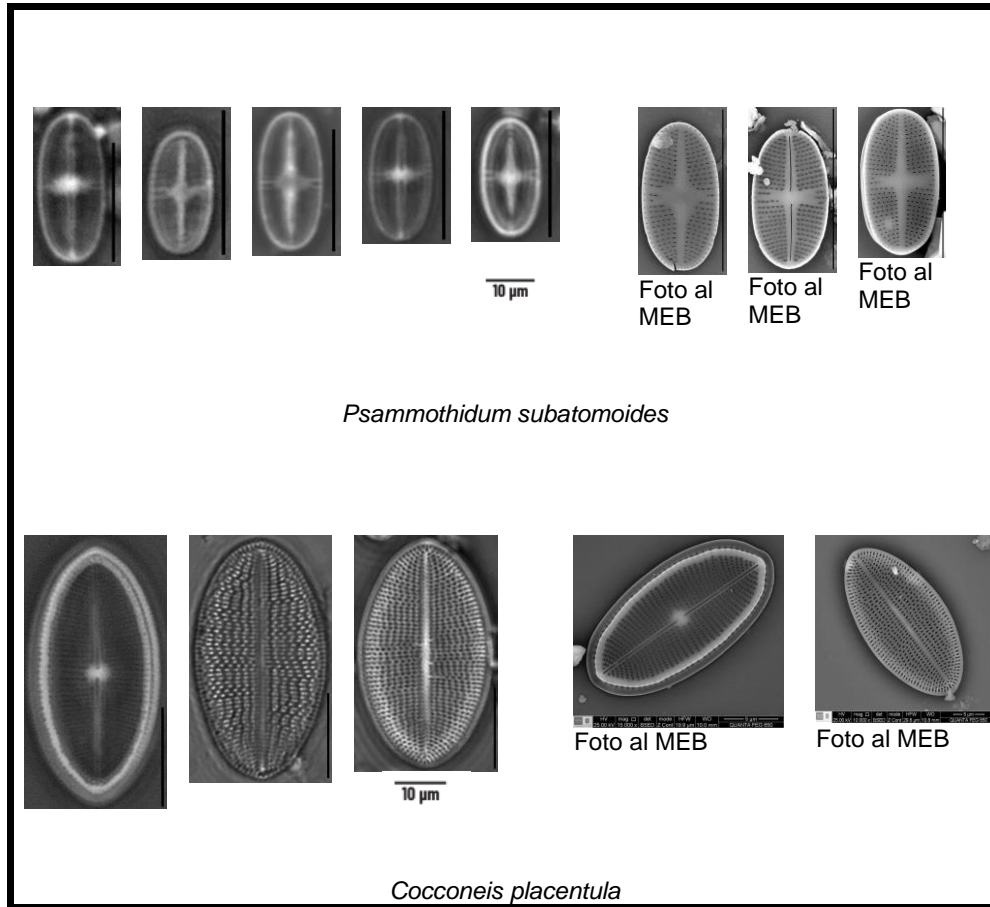 10 µm
Foto al
MEB
Foto al
MEB
Foto al
MEB
Psammothidum subatomoides
10 µm
Foto al MEB
Foto al MEB
Cocconeis placentula